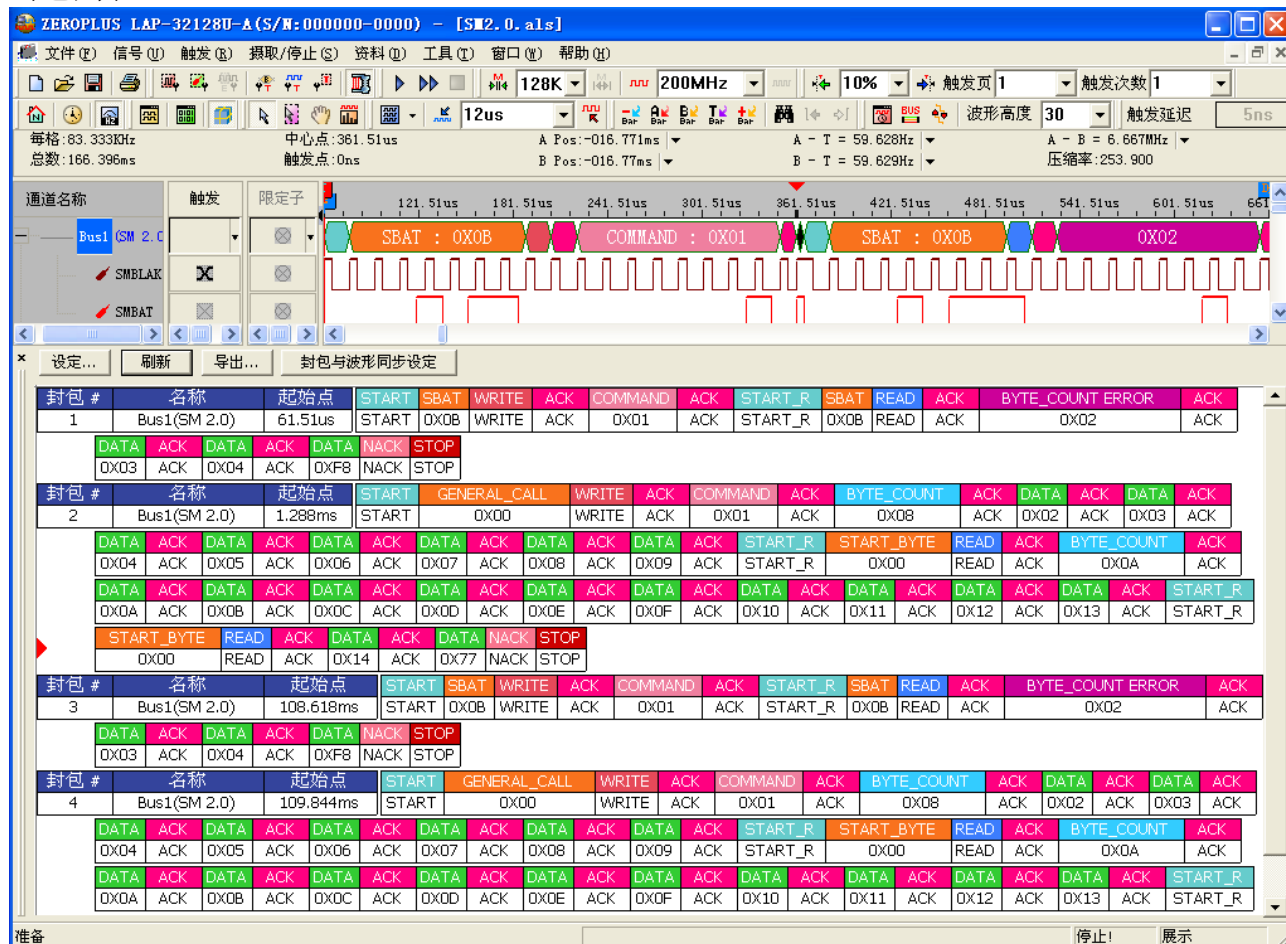 ZEROPLUS LAP-32128U-A(S/N:000000-0000) - [SM2.0.als]
文件(F) 信号(U) 触发(R) 摄取/停止(S) 资料(D) 工具(T) 窗口(W) 帮助(H)
128K 200MHz 10% 触发页 1 触发次数 1
12us Bar Bar Bar Bar Bar BUS 波形高度 30 触发延迟 5ns
每格:83.333KHz 中心点:361.51us A Pos:-016.771ms A - T = 59.628Hz A - B = 6.667MHz
总数:166.396ms 触发点:0ns B Pos:-016.77ms B - T = 59.629Hz 压缩率:253.900
通道名称 触发 限定子 121.51us 181.51us 241.51us 301.51us 361.51us 421.51us 481.51us 541.51us 601.51us 661
Bus1 (SM 2.0 SBAT : 0X0B COMMAND : 0X01 SBAT : 0X0B 0X02
SMBLAK
SMBAT
设定... 刷新 导出... 封包与波形同步设定
封包 # 名称 起始点 START SBAT WRITE ACK COMMAND ACK START_R SBAT READ ACK BYTE_COUNT ERROR ACK
1 Bus1(SM 2.0) 61.51us START 0X0B WRITE ACK 0X01 ACK START_R 0X0B READ ACK 0X02 ACK
DATA ACK DATA ACK DATA NACK STOP
0X03 ACK 0X04 ACK 0XF8 NACK STOP
封包 # 名称 起始点 START GENERAL_CALL WRITE ACK COMMAND ACK BYTE_COUNT ACK DATA ACK DATA ACK
2 Bus1(SM 2.0) 1.288ms START 0X00 WRITE ACK 0X01 ACK 0X08 ACK 0X02 ACK 0X03 ACK
DATA ACK DATA ACK DATA ACK DATA ACK DATA ACK DATA ACK START_R START_BYTE READ ACK BYTE_COUNT ACK
0X04 ACK 0X05 ACK 0X06 ACK 0X07 ACK 0X08 ACK 0X09 ACK START_R 0X00 READ ACK 0X0A ACK
DATA ACK DATA ACK DATA ACK DATA ACK DATA ACK DATA ACK DATA ACK DATA ACK DATA ACK DATA ACK START_R
0X0A ACK 0X0B ACK 0X0C ACK 0X0D ACK 0X0E ACK 0X0F ACK 0X10 ACK 0X11 ACK 0X12 ACK 0X13 ACK START_R
START_BYTE READ ACK DATA ACK DATA NACK STOP
0X00 READ ACK 0X14 ACK 0X77 NACK STOP
封包 # 名称 起始点 START SBAT WRITE ACK COMMAND ACK START_R SBAT READ ACK BYTE_COUNT ERROR ACK
3 Bus1(SM 2.0) 108.618ms START 0X0B WRITE ACK 0X01 ACK START_R 0X0B READ ACK 0X02 ACK
DATA ACK DATA ACK DATA NACK STOP
0X03 ACK 0X04 ACK 0XF8 NACK STOP
封包 # 名称 起始点 START GENERAL_CALL WRITE ACK COMMAND ACK BYTE_COUNT ACK DATA ACK DATA ACK
4 Bus1(SM 2.0) 109.844ms START 0X00 WRITE ACK 0X01 ACK 0X08 ACK 0X02 ACK 0X03 ACK
DATA ACK DATA ACK DATA ACK DATA ACK DATA ACK DATA ACK START_R START_BYTE READ ACK BYTE_COUNT ACK
0X04 ACK 0X05 ACK 0X06 ACK 0X07 ACK 0X08 ACK 0X09 ACK START_R 0X00 READ ACK 0X0A ACK
DATA ACK DATA ACK DATA ACK DATA ACK DATA ACK DATA ACK DATA ACK DATA ACK DATA ACK DATA ACK START_R
0X0A ACK 0X0B ACK 0X0C ACK 0X0D ACK 0X0E ACK 0X0F ACK 0X10 ACK 0X11 ACK 0X12 ACK 0X13 ACK START_R
准备 停止! 展示